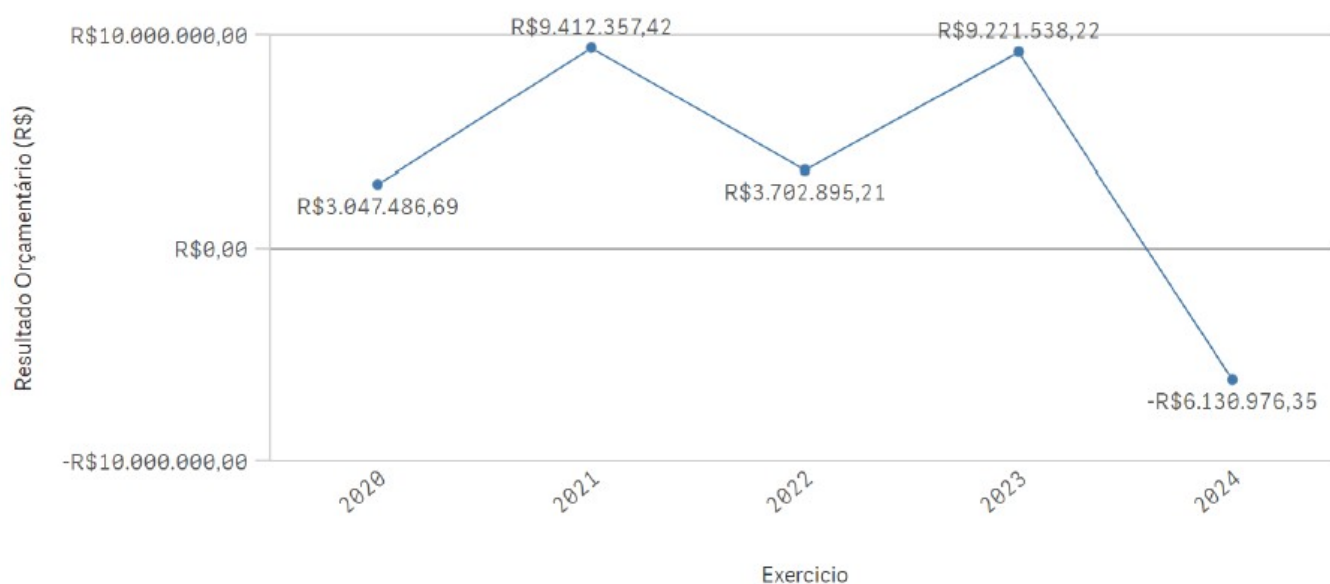 R$9.412.357,42
R$9.221.538,22
R$10.000.000,00
R$3.702.895,21
R$3.047.486,69
R$0,00
-R$6.130.976,35
-R$10.000.000,00
Resultado Orçamentário (R$)
2020
2021
2022
2023
2024
Exercicio